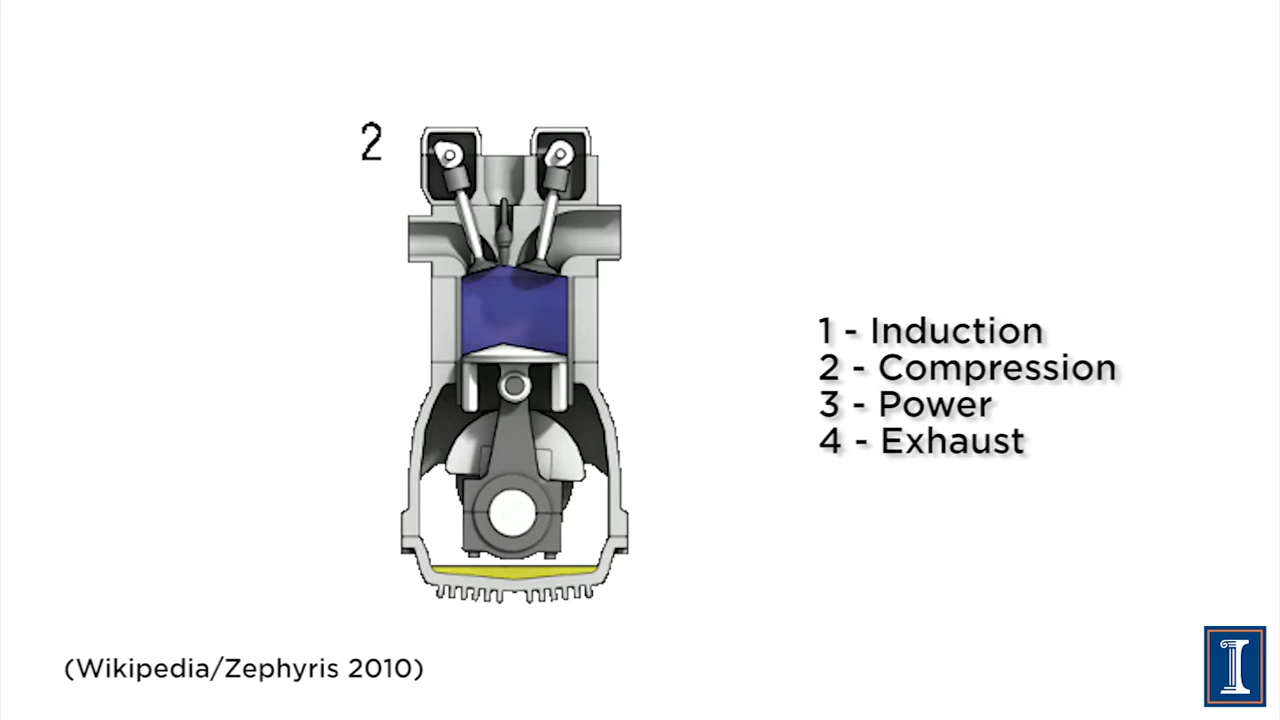 2
1 - Induction
2 - Compression
3 - Power
4 - Exhaust
(Wikipedia/Zephyris 2010)